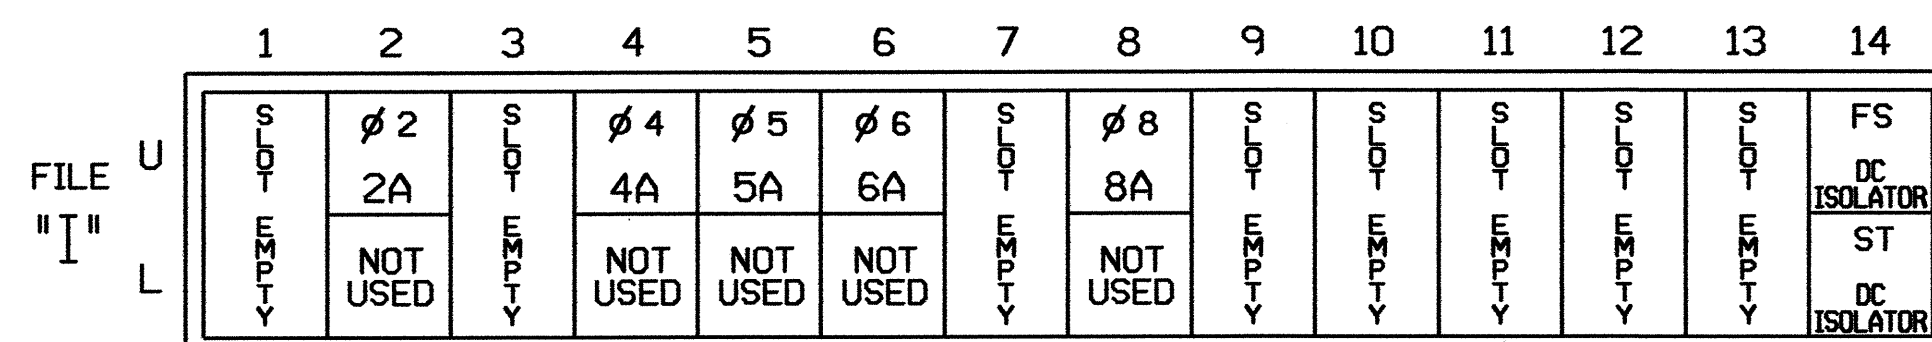 1 2 3 4 5 6 7 8 9 10 11 12 13 14
FILE "I"
U
L
SLOT EMPTY
ø 2
2A
NOT
USED
SLOT EMPTY
ø 4
4A
NOT
USED
ø 5
5A
NOT
USED
ø 6
6A
NOT
USED
SLOT EMPTY
ø 8
8A
NOT
USED
SLOT EMPTY
SLOT EMPTY
SLOT EMPTY
SLOT EMPTY
SLOT EMPTY
FS
DC
ISOLATOR
ST
DC
ISOLATOR